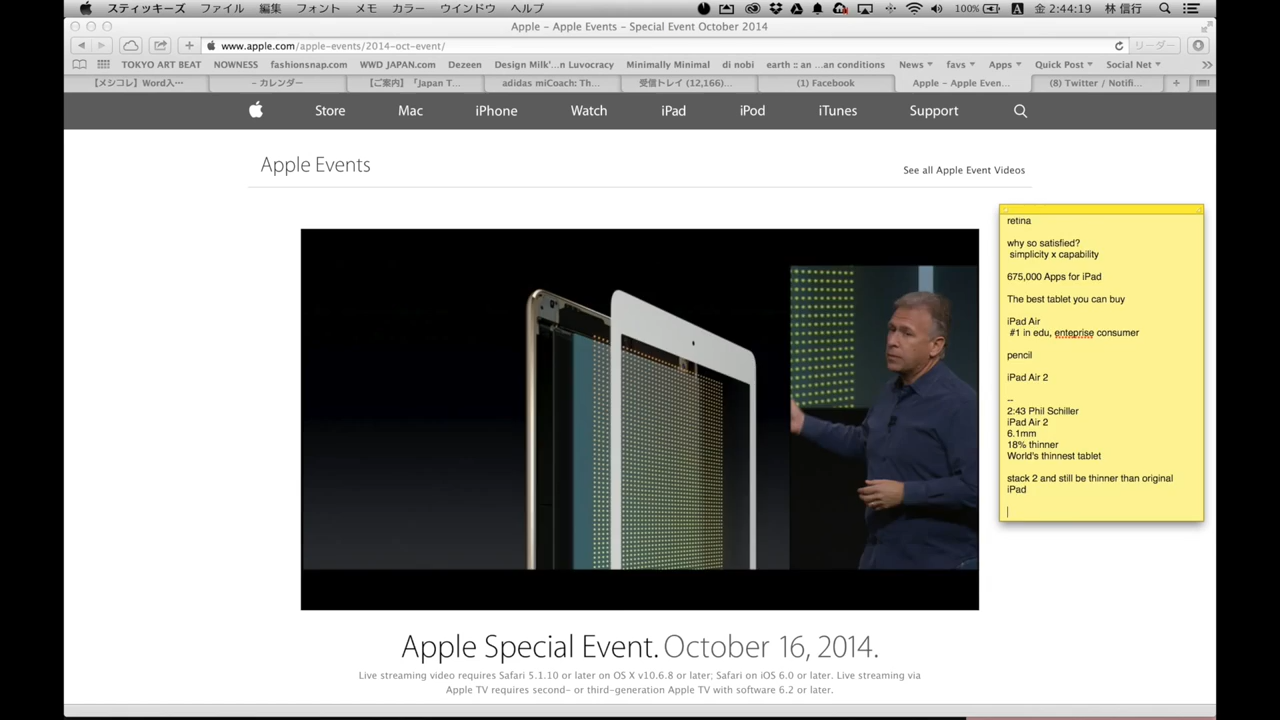 スティッキーズ ファイル 編集 フォント メモ カラー ウインドウ ヘルプ 100% A 金 2:44:19 林 信行
Apple – Apple Events – Special Event October 2014
www.apple.com/apple-events/2014-oct-event/ リーダー
TOKYO ART BEAT NOWNESS fashionsnap.com WWD JAPAN.com Dezeen Design Milk'...n Luvocracy Minimally Minimal di nobi earth :: an ...an conditions News favs Apps Quick Post Social Net
【メシコレ】Word入… – カレンダー 【ご案内】「Japan T… adidas miCoach: Th… 受信トレイ (12,166)… (1) Facebook Apple – Apple Even… (8) Twitter / Notifi…
Store Mac iPhone Watch iPad iPod iTunes Support
Apple Events
See all Apple Event Videos
retina
why so satisfied?
simplicity x capability
675,000 Apps for iPad
The best tablet you can buy
iPad Air
#1 in edu, enteprise consumer
pencil
iPad Air 2
--
2:43 Phil Schiller
iPad Air 2
6.1mm
18% thinner
World's thinnest tablet
stack 2 and still be thinner than original
iPad
Apple Special Event. October 16, 2014.
Live streaming video requires Safari 5.1.10 or later on OS X v10.6.8 or later; Safari on iOS 6.0 or later. Live streaming via
Apple TV requires second- or third-generation Apple TV with software 6.2 or later.